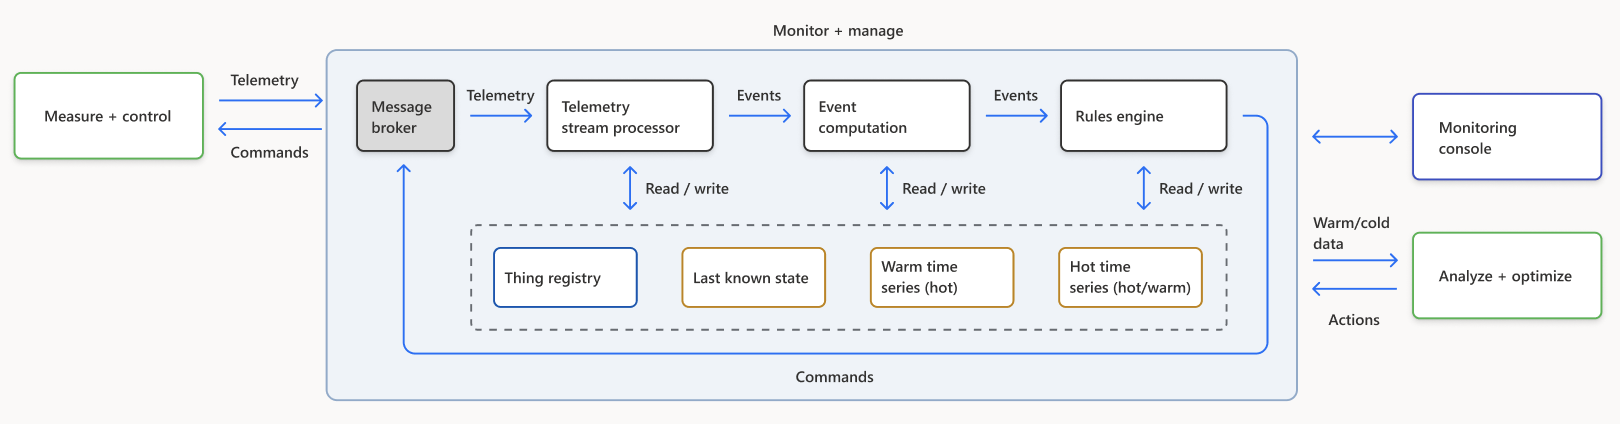 Monitor + manage
Telemetry
Measure + control
Commands
Message
broker
Telemetry
Telemetry
stream processor
Events
Event
computation
Events
Rules engine
Monitoring
console
Read / write
Read / write
Read / write
Thing registry
Last known state
Warm time
series (hot)
Hot time
series (hot/warm)
Warm/cold
data
Analyze + optimize
Actions
Commands